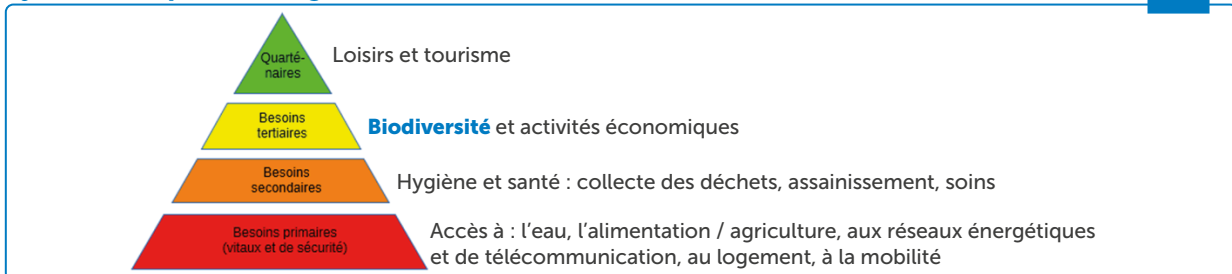 Quarté-
naires
Loisirs et tourisme
Besoins
tertiaires
Biodiversité et activités économiques
Besoins
secondaires
Hygiène et santé : collecte des déchets, assainissement, soins
Besoins primaires
(vitaux et de sécurité)
Accès à : l’eau, l’alimentation / agriculture, aux réseaux énergétiques
et de télécommunication, au logement, à la mobilité